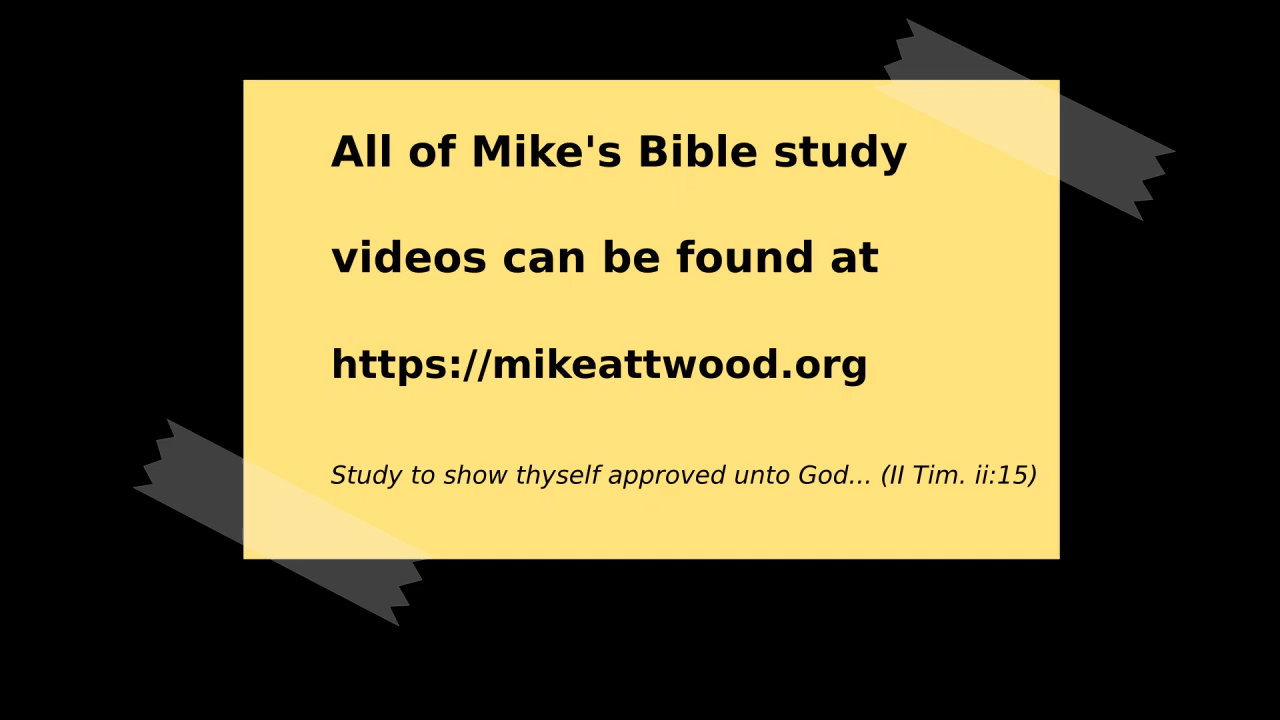 All of Mike's Bible study
videos can be found at
https://mikeattwood.org
Study to show thyself approved unto God... (II Tim. ii:15)